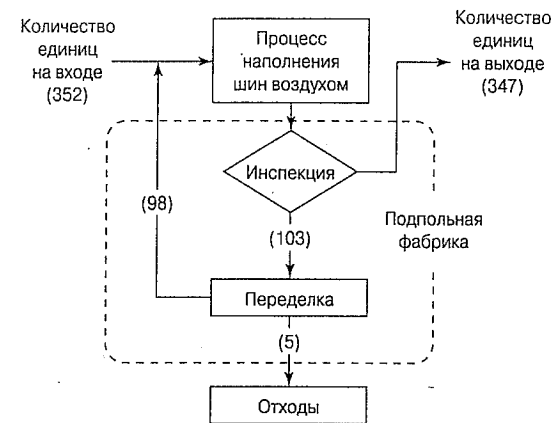 Количество
единиц
на входе
(352)
Процесс
наполнения
шин воздухом
Количество
единиц
на выходе
(347)
Инспекция
(98)
(103)
Подпольная
фабрика
Переделка
(5)
Отходы